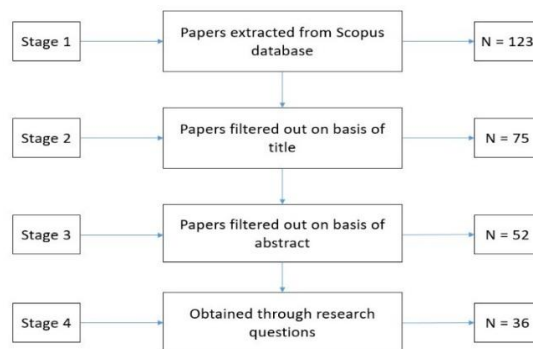 Stage 1
Papers extracted from Scopus
database
N = 123
Stage 2
Papers filtered out on basis of
title
N = 75
Stage 3
Papers filtered out on basis of
abstract
N = 52
Stage 4
Obtained through research
questions
N = 36